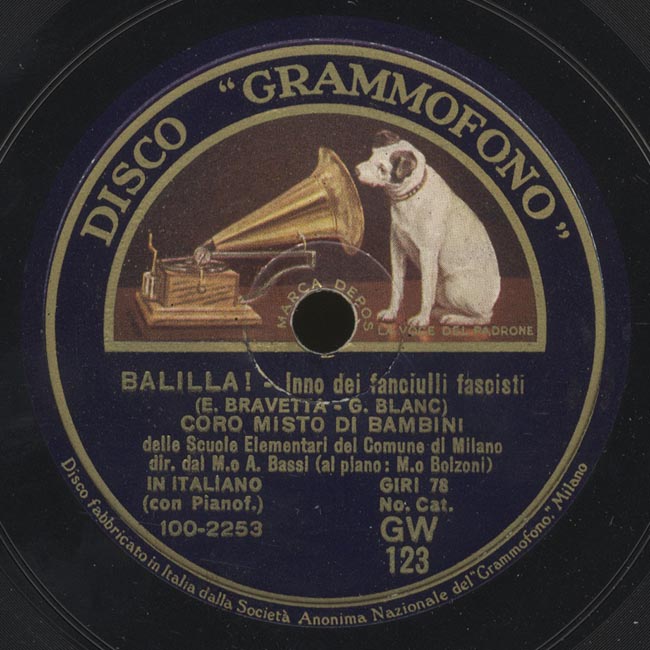 DISCO "GRAMMOFONO"
MARCA DEPOS
LA VOCE DEL PADRONE
BALILLA! - Inno dei fanciulli fascisti
(E. BRAVETTA - G. BLANC)
CORO MISTO DI BAMBINI
delle Scuole Elementari del Comune di Milano
dir. dal M.o A. Bassi (al piano: M.o Bolzoni)
IN ITALIANO GIRI 78
(con Pianof.) No. Cat.
100-2253 GW
123
Disco fabbricato in Italia dalla Società Anonima Nazionale del "Grammofono." Milano